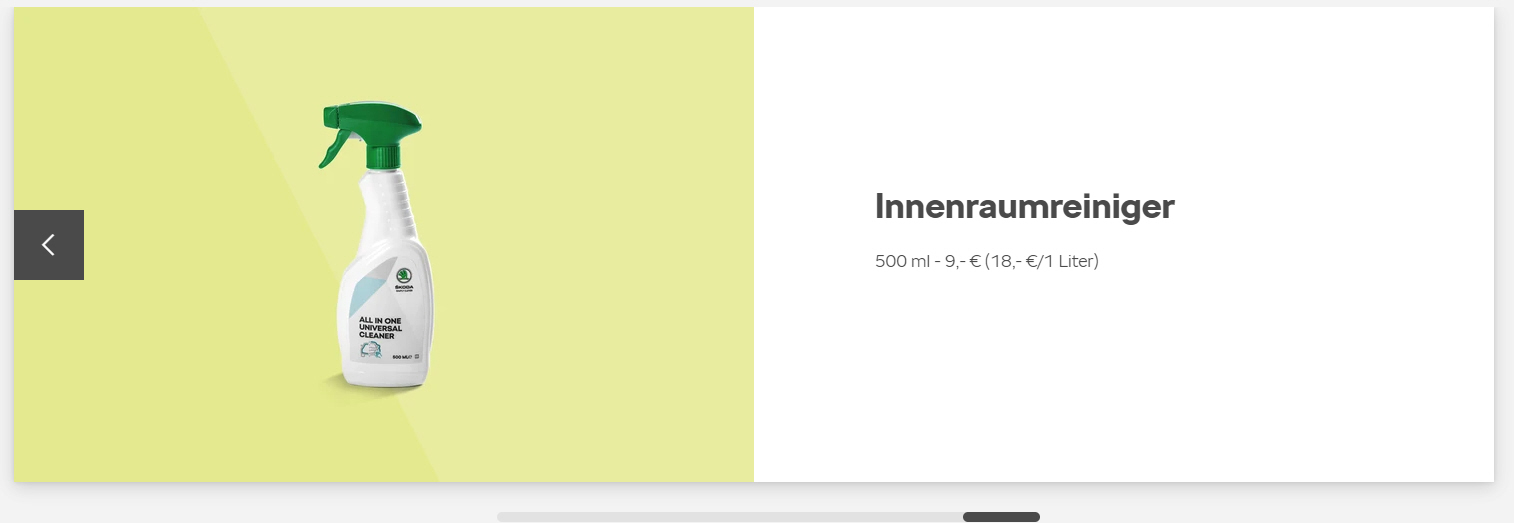 Innenraumreiniger
500 ml - 9,- € (18,- €/1 Liter)
ŠKODA
ALL IN ONE
UNIVERSAL
CLEANER
500 ML